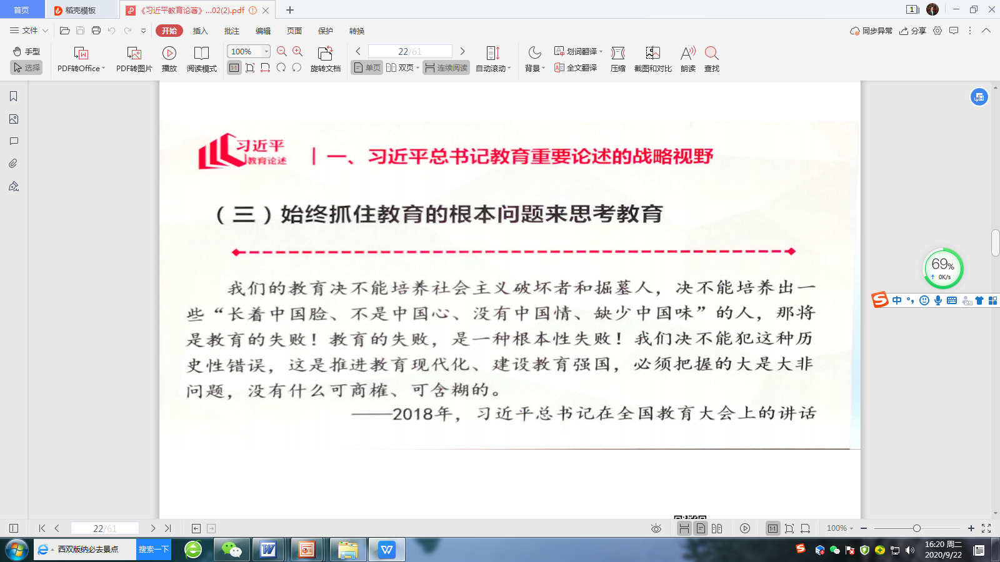 首页
稻壳模板
《习近平教育论著》...02(2).pdf
1
文件
开始
插入
批注
编辑
页面
保护
转换
同步异常
分享
手型
选择
PDF转Office
PDF转图片
播放
阅读模式
100%
旋转文档
22/61
单页
双页
连续阅读
自动滚动
背景
划词翻译
全文翻译
压缩
截图和对比
朗读
查找
习近平
教育论述
一、习近平总书记教育重要论述的战略视野
（三）始终抓住教育的根本问题来思考教育
我们的教育决不能培养社会主义破坏者和掘墓人，决不能培养出一
些“长着中国脸、不是中国心、没有中国情、缺少中国味”的人，那将
是教育的失败！教育的失败，是一种根本性失败！我们决不能犯这种历
史性错误，这是推进教育现代化、建设教育强国，必须把握的大是大非
问题，没有什么可商榷、可含糊的。
——2018年，习近平总书记在全国教育大会上的讲话
69%
0K/s
中
22/61
100%
西双版纳必去景点
搜索一下
16:20 周二
2020/9/22